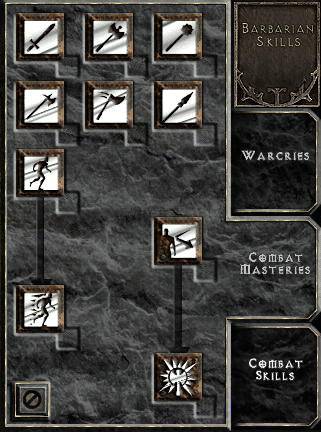 BARBARIAN
SKILLS
WARCRIES
COMBAT
MASTERIES
COMBAT
SKILLS